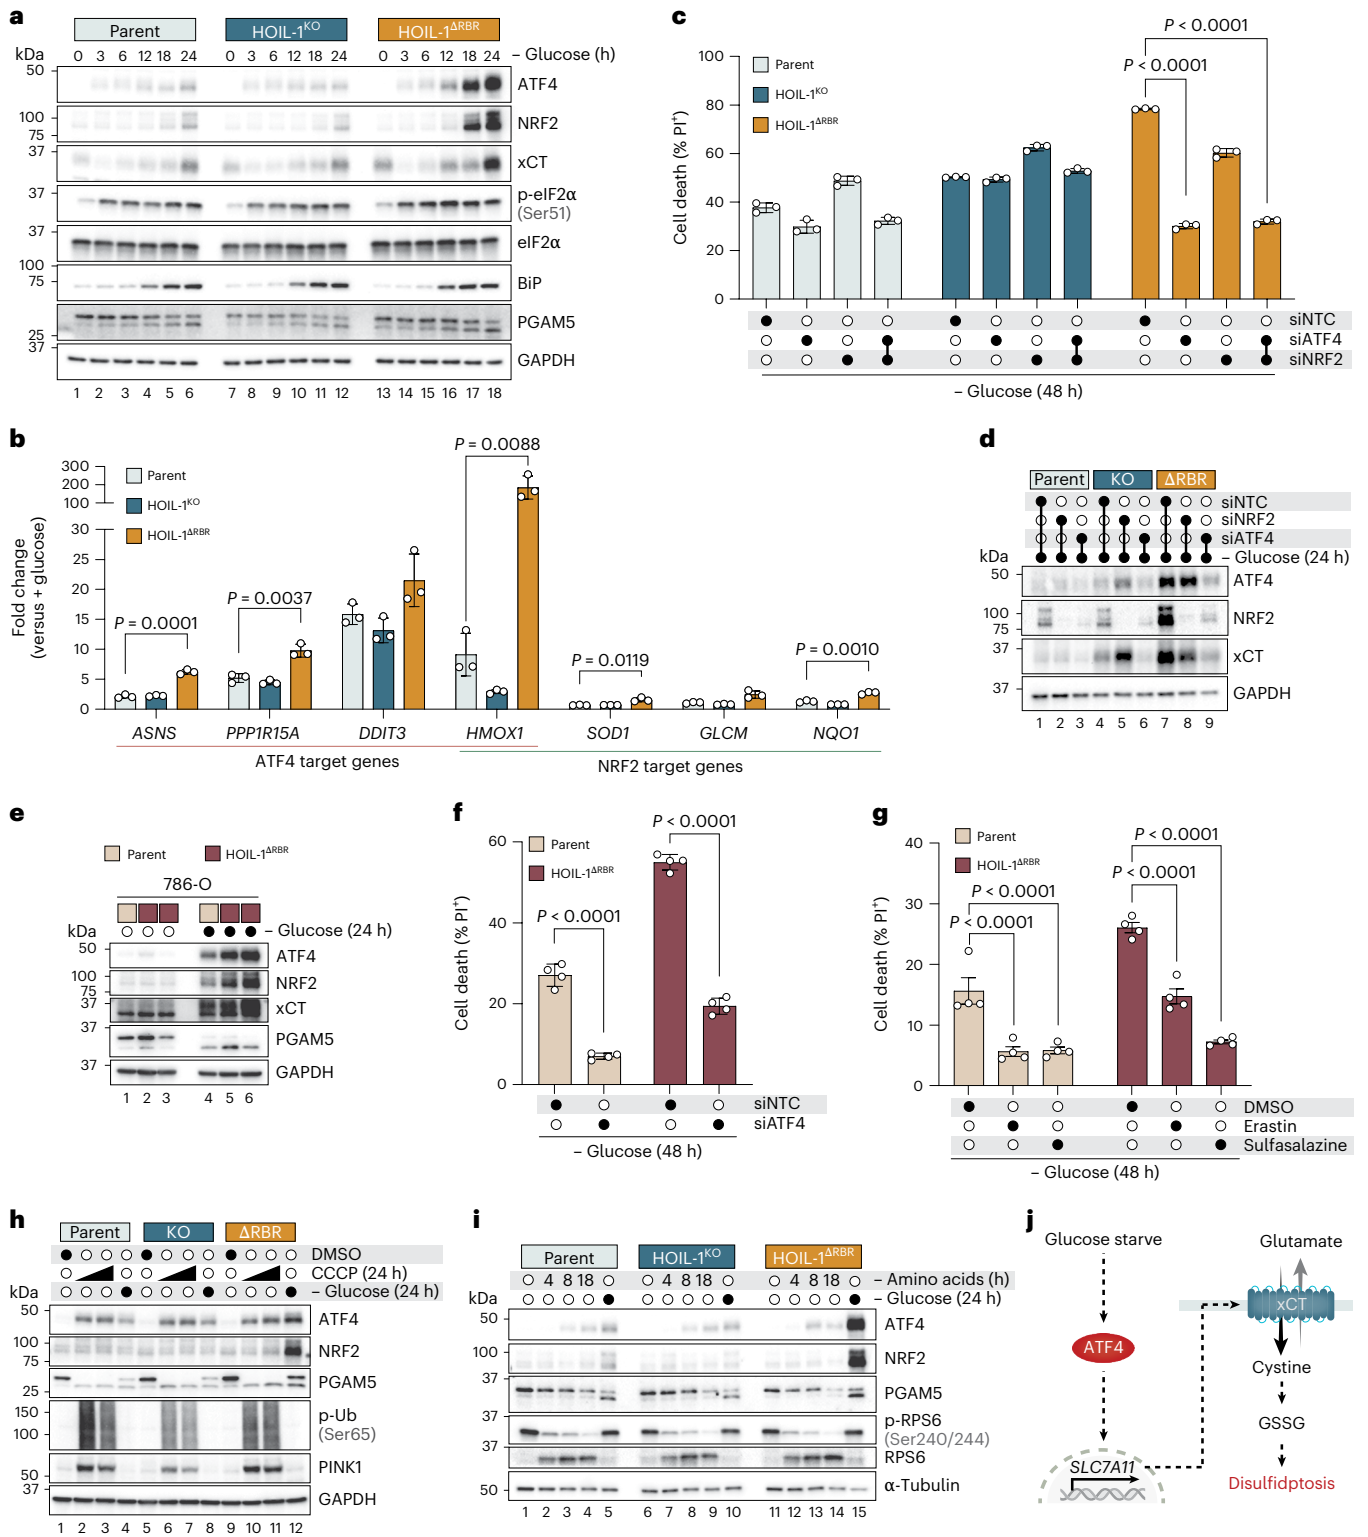 a
Parent HOIL-1KO HOIL-1ΔRBR
kDa 0 3 6 12 18 24 0 3 6 12 18 24 0 3 6 12 18 24 – Glucose (h)
50 ATF4
100 NRF2
75
37 xCT
37 p-eIF2α
(Ser51)
37 eIF2α
100
75 BiP
PGAM5
25
37 GAPDH
1 2 3 4 5 6 7 8 9 10 11 12 13 14 15 16 17 18
c
Cell death (% PI+)
100
80
60
40
20
0
Parent
HOIL-1KO
HOIL-1ΔRBR
P < 0.0001
P < 0.0001
siNTC
siATF4
siNRF2
– Glucose (48 h)
b
Fold change
(versus + glucose)
300
200
100
30
25
20
15
10
5
0
Parent
HOIL-1KO
HOIL-1ΔRBR
P = 0.0001
P = 0.0037
P = 0.0088
P = 0.0119
P = 0.0010
ASNS PPP1R15A DDIT3 HMOX1 SOD1 GLCM NQO1
ATF4 target genes
NRF2 target genes
d
Parent KO ΔRBR
siNTC
siNRF2
siATF4
kDa – Glucose (24 h)
50 ATF4
100 NRF2
75
37 xCT
37 GAPDH
1 2 3 4 5 6 7 8 9
e
Parent HOIL-1ΔRBR
786-O
kDa – Glucose (24 h)
50 ATF4
100 NRF2
75
37 xCT
37 PGAM5
37 GAPDH
1 2 3 4 5 6
f
Cell death (% PI+)
60
40
20
0
Parent
HOIL-1ΔRBR
P < 0.0001
P < 0.0001
siNTC
siATF4
– Glucose (48 h)
g
Cell death (% PI+)
40
30
20
10
0
Parent
HOIL-1ΔRBR
P < 0.0001
P < 0.0001
P < 0.0001
P < 0.0001
DMSO
Erastin
Sulfasalazine
– Glucose (48 h)
h
Parent KO ΔRBR
DMSO
CCCP (24 h)
kDa – Glucose (24 h)
50 ATF4
100 NRF2
75
37 PGAM5
25
150 p-Ub
100 (Ser65)
50 PINK1
37 GAPDH
1 2 3 4 5 6 7 8 9 10 11 12
i
Parent HOIL-1KO HOIL-1ΔRBR
4 8 18 4 8 18 4 8 18 – Amino acids (h)
kDa – Glucose (24 h)
50 ATF4
100 NRF2
37 PGAM5
37 p-RPS6
(Ser240/244)
37 RPS6
50 α-Tubulin
1 2 3 4 5 6 7 8 9 10 11 12 13 14 15
j
Glucose starve
ATF4
SLC7A11
Glutamate
xCT
Cystine
GSSG
Disulfidptosis